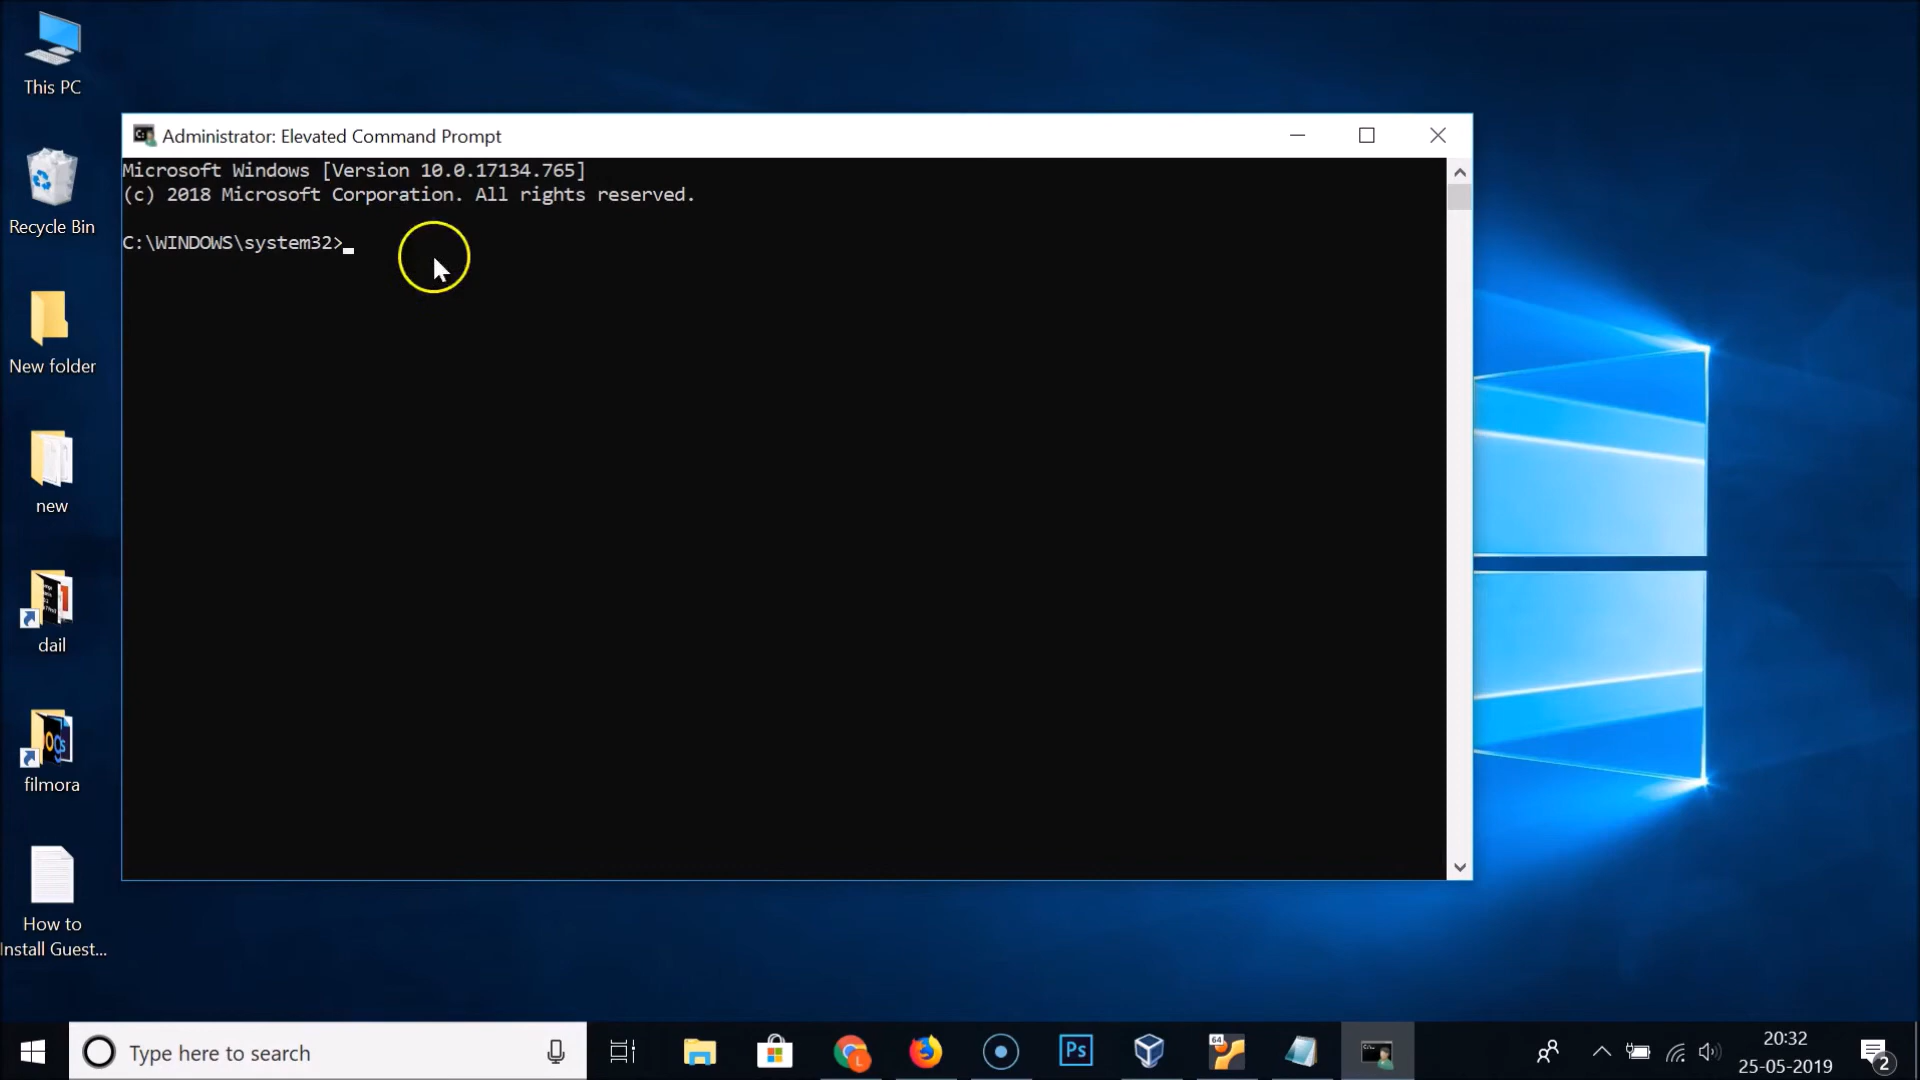 This PC
Recycle Bin
New folder
new
dail
filmora
How to
Install Guest...
Administrator: Elevated Command Prompt
Microsoft Windows [Version 10.0.17134.765]
(c) 2018 Microsoft Corporation. All rights reserved.
C:\WINDOWS\system32>
Type here to search
Ps
64
20:32
25-05-2019
2